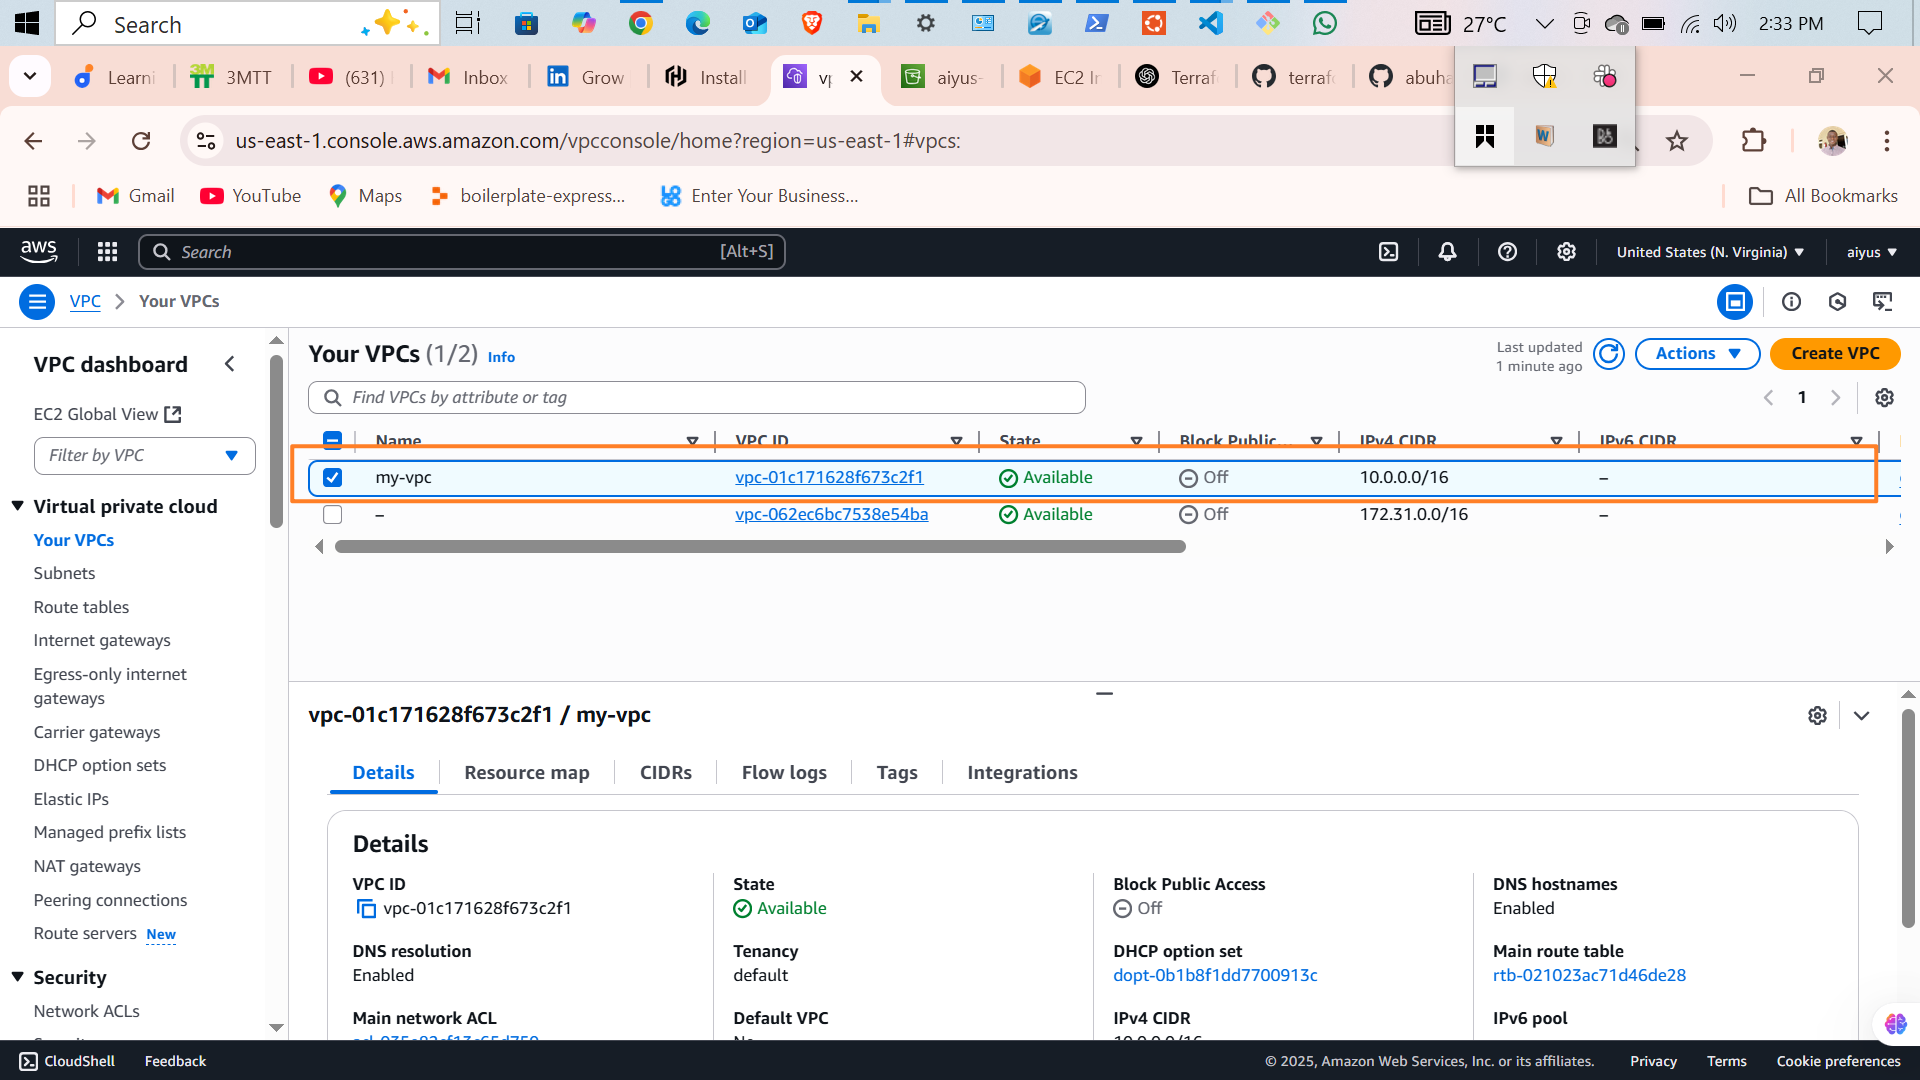 Search
27°C
2:33 PM
Learni
3MTT
(631)
Inbox
Grow
Install
vp
aiyus-
EC2 In
Terraf
terraf
abuha
us-east-1.console.aws.amazon.com/vpcconsole/home?region=us-east-1#vpcs:
Gmail
YouTube
Maps
boilerplate-express...
Enter Your Business...
All Bookmarks
aws
Search
[Alt+S]
United States (N. Virginia)
aiyus
VPC
Your VPCs
VPC dashboard
EC2 Global View
Filter by VPC
Virtual private cloud
Your VPCs
Subnets
Route tables
Internet gateways
Egress-only internet
gateways
Carrier gateways
DHCP option sets
Elastic IPs
Managed prefix lists
NAT gateways
Peering connections
Route servers New
Security
Network ACLs
Your VPCs (1/2) Info
Last updated
1 minute ago
Actions
Create VPC
Find VPCs by attribute or tag
1
Name VPC ID State Block Public... IPv4 CIDR IPv6 CIDR
my-vpc vpc-01c171628f673c2f1 Available Off 10.0.0.0/16 –
– vpc-062ec6bc7538e54ba Available Off 172.31.0.0/16 –
vpc-01c171628f673c2f1 / my-vpc
Details
Resource map
CIDRs
Flow logs
Tags
Integrations
Details
VPC ID
vpc-01c171628f673c2f1
State
Available
Block Public Access
Off
DNS hostnames
Enabled
DNS resolution
Enabled
Tenancy
default
DHCP option set
dopt-0b1b8f1dd7700913c
Main route table
rtb-021023ac71d46de28
Main network ACL
Default VPC
No
IPv4 CIDR
10.0.0.0/16
IPv6 pool
CloudShell
Feedback
© 2025, Amazon Web Services, Inc. or its affiliates.
Privacy
Terms
Cookie preferences